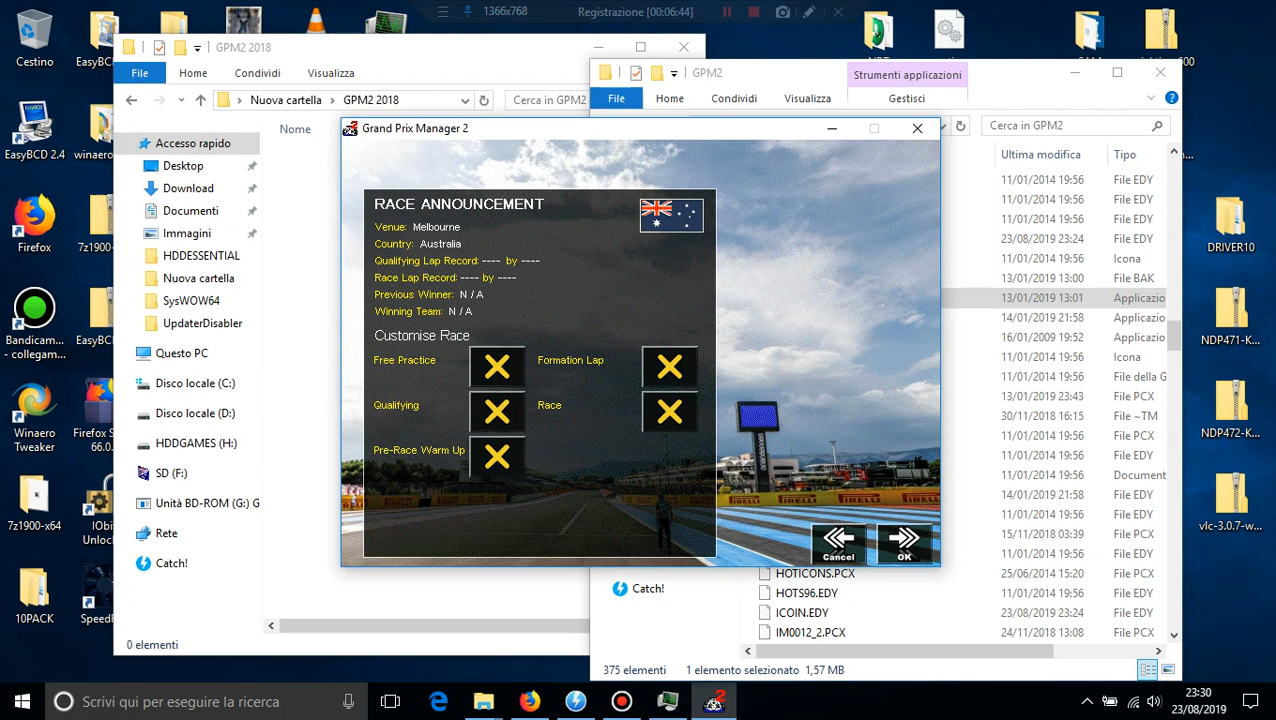 1366x768
Registrazione [00:06:44]
Cestino
EasyBC
GPM2 2018
File
Home
Condividi
Visualizza
Nuova cartella
GPM2 2018
Cerca in GPM2
Nome
GPM2
Strumenti applicazioni
File
Home
Condividi
Visualizza
Gestisci
Cerca in GPM2
Ultima modifica
Tipo
EasyBCD 2.4
winaero
Firefox
7z1900-
Bandicam...
- collegam...
EasyBC
Winaero
Tweaker
Firefox S
66.0.
7z1900-x64
IObit
Unlock
10PACK
SpeedF
Accesso rapido
Desktop
Download
Documenti
Immagini
HDDESSENTIAL
Nuova cartella
SysWOW64
UpdaterDisabler
Questo PC
Disco locale (C:)
Disco locale (D:)
HDDGAMES (H:)
SD (F:)
Unità BD-ROM (G:) G
Rete
Catch!
0 elementi
Grand Prix Manager 2
RACE ANNOUNCEMENT
Venue: Melbourne
Country: Australia
Qualifying Lap Record: ---- by ----
Race Lap Record: ---- by ----
Previous Winner: N / A
Winning Team: N / A
Customise Race
Free Practice
Formation Lap
Qualifying
Race
Pre-Race Warm Up
PIRELLI
Cancel
OK
11/01/2014 19:56 File EDY
11/01/2014 19:56 File EDY
11/01/2014 19:56 File EDY
23/08/2019 23:24 File EDY
11/01/2014 19:56 Icona
13/01/2019 13:00 File BAK
13/01/2019 13:01 Applicazio
14/01/2019 21:58 Applicazio
16/01/2009 19:52 Applicazio
11/01/2014 19:56 Icona
11/01/2014 19:56 File della G
13/01/2019 23:43 File PCX
30/11/2018 16:15 File ~TM
11/01/2014 19:56 File PCX
11/01/2014 19:56 File EDY
11/01/2014 19:56 Document
14/01/2019 21:58 File EDY
11/01/2014 19:56 File EDY
15/11/2018 03:39 File PCX
11/01/2014 19:56 File EDY
HOTICONS.PCX 25/06/2014 15:20 File PCX
HOTS96.EDY 11/01/2014 19:56 File EDY
ICOIN.EDY 23/08/2019 23:24 File EDY
IM0012_2.PCX 24/11/2018 13:08 File PCX
Catch!
375 elementi
1 elemento selezionato 1,57 MB
DRIVER10
NDP471-K...
NDP472-K...
vlc-3.0.7-w...
Scrivi qui per eseguire la ricerca
23:30
23/08/2019